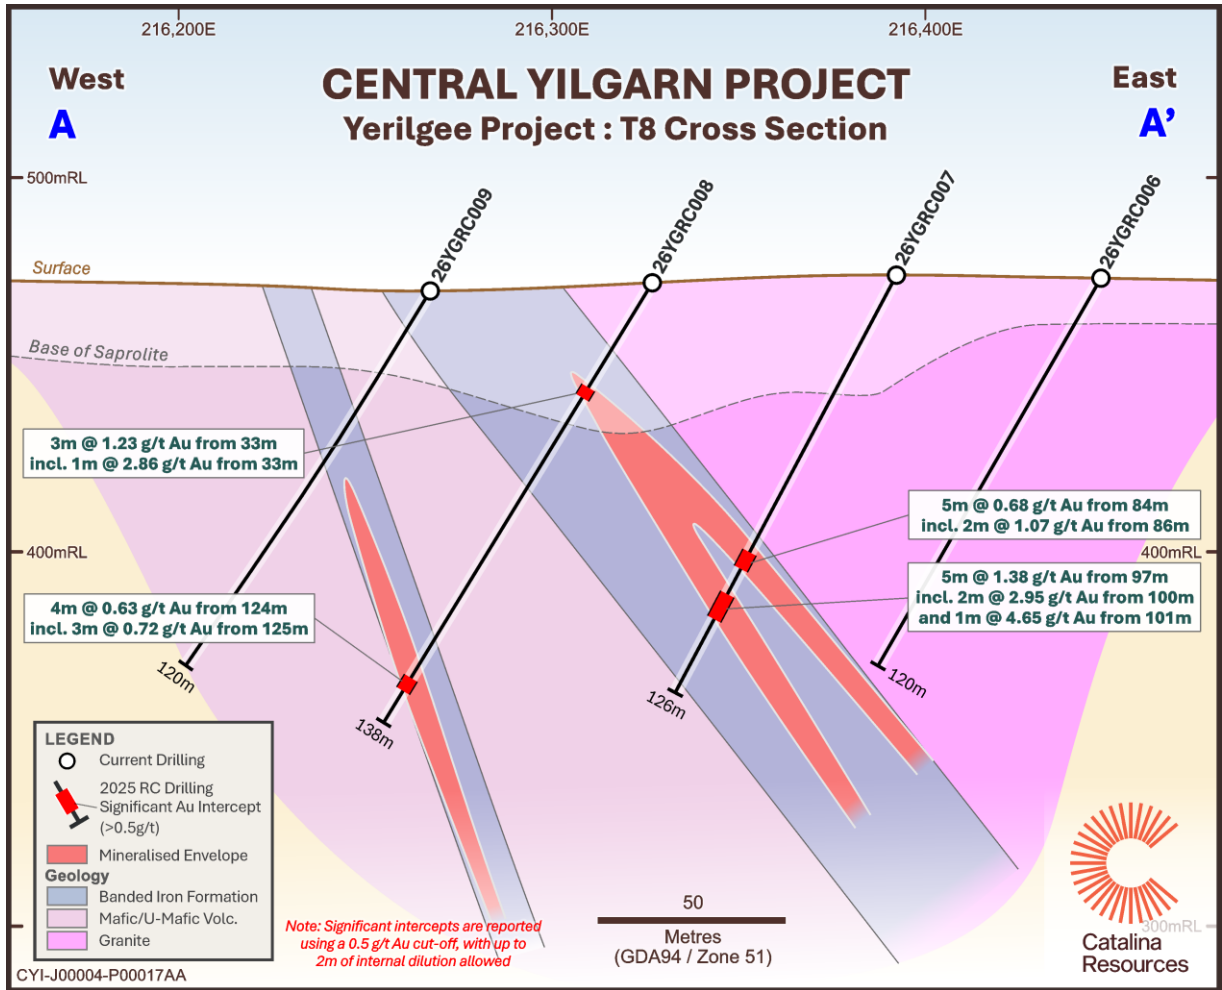 216,200E
216,300E
216,400E
West
A
CENTRAL YILGARN PROJECT
Yerilgee Project : T8 Cross Section
East
A’
500mRL
26YGRC009
26YGRC008
26YGRC007
26YGRC006
Surface
Base of Saprolite
3m @ 1.23 g/t Au from 33m
incl. 1m @ 2.86 g/t Au from 33m
5m @ 0.68 g/t Au from 84m
incl. 2m @ 1.07 g/t Au from 86m
400mRL
400mRL
5m @ 1.38 g/t Au from 97m
incl. 2m @ 2.95 g/t Au from 100m
and 1m @ 4.65 g/t Au from 101m
4m @ 0.63 g/t Au from 124m
incl. 3m @ 0.72 g/t Au from 125m
120m
138m
126m
120m
LEGEND
Current Drilling
2025 RC Drilling
Significant Au Intercept
(>0.5g/t)
Mineralised Envelope
Geology
Banded Iron Formation
Mafic/U-Mafic Volc.
Granite
Note: Significant intercepts are reported
using a 0.5 g/t Au cut-off, with up to
2m of internal dilution allowed
50
Metres
(GDA94 / Zone 51)
300mRL
Catalina
Resources
CYI-J00004-P00017AA